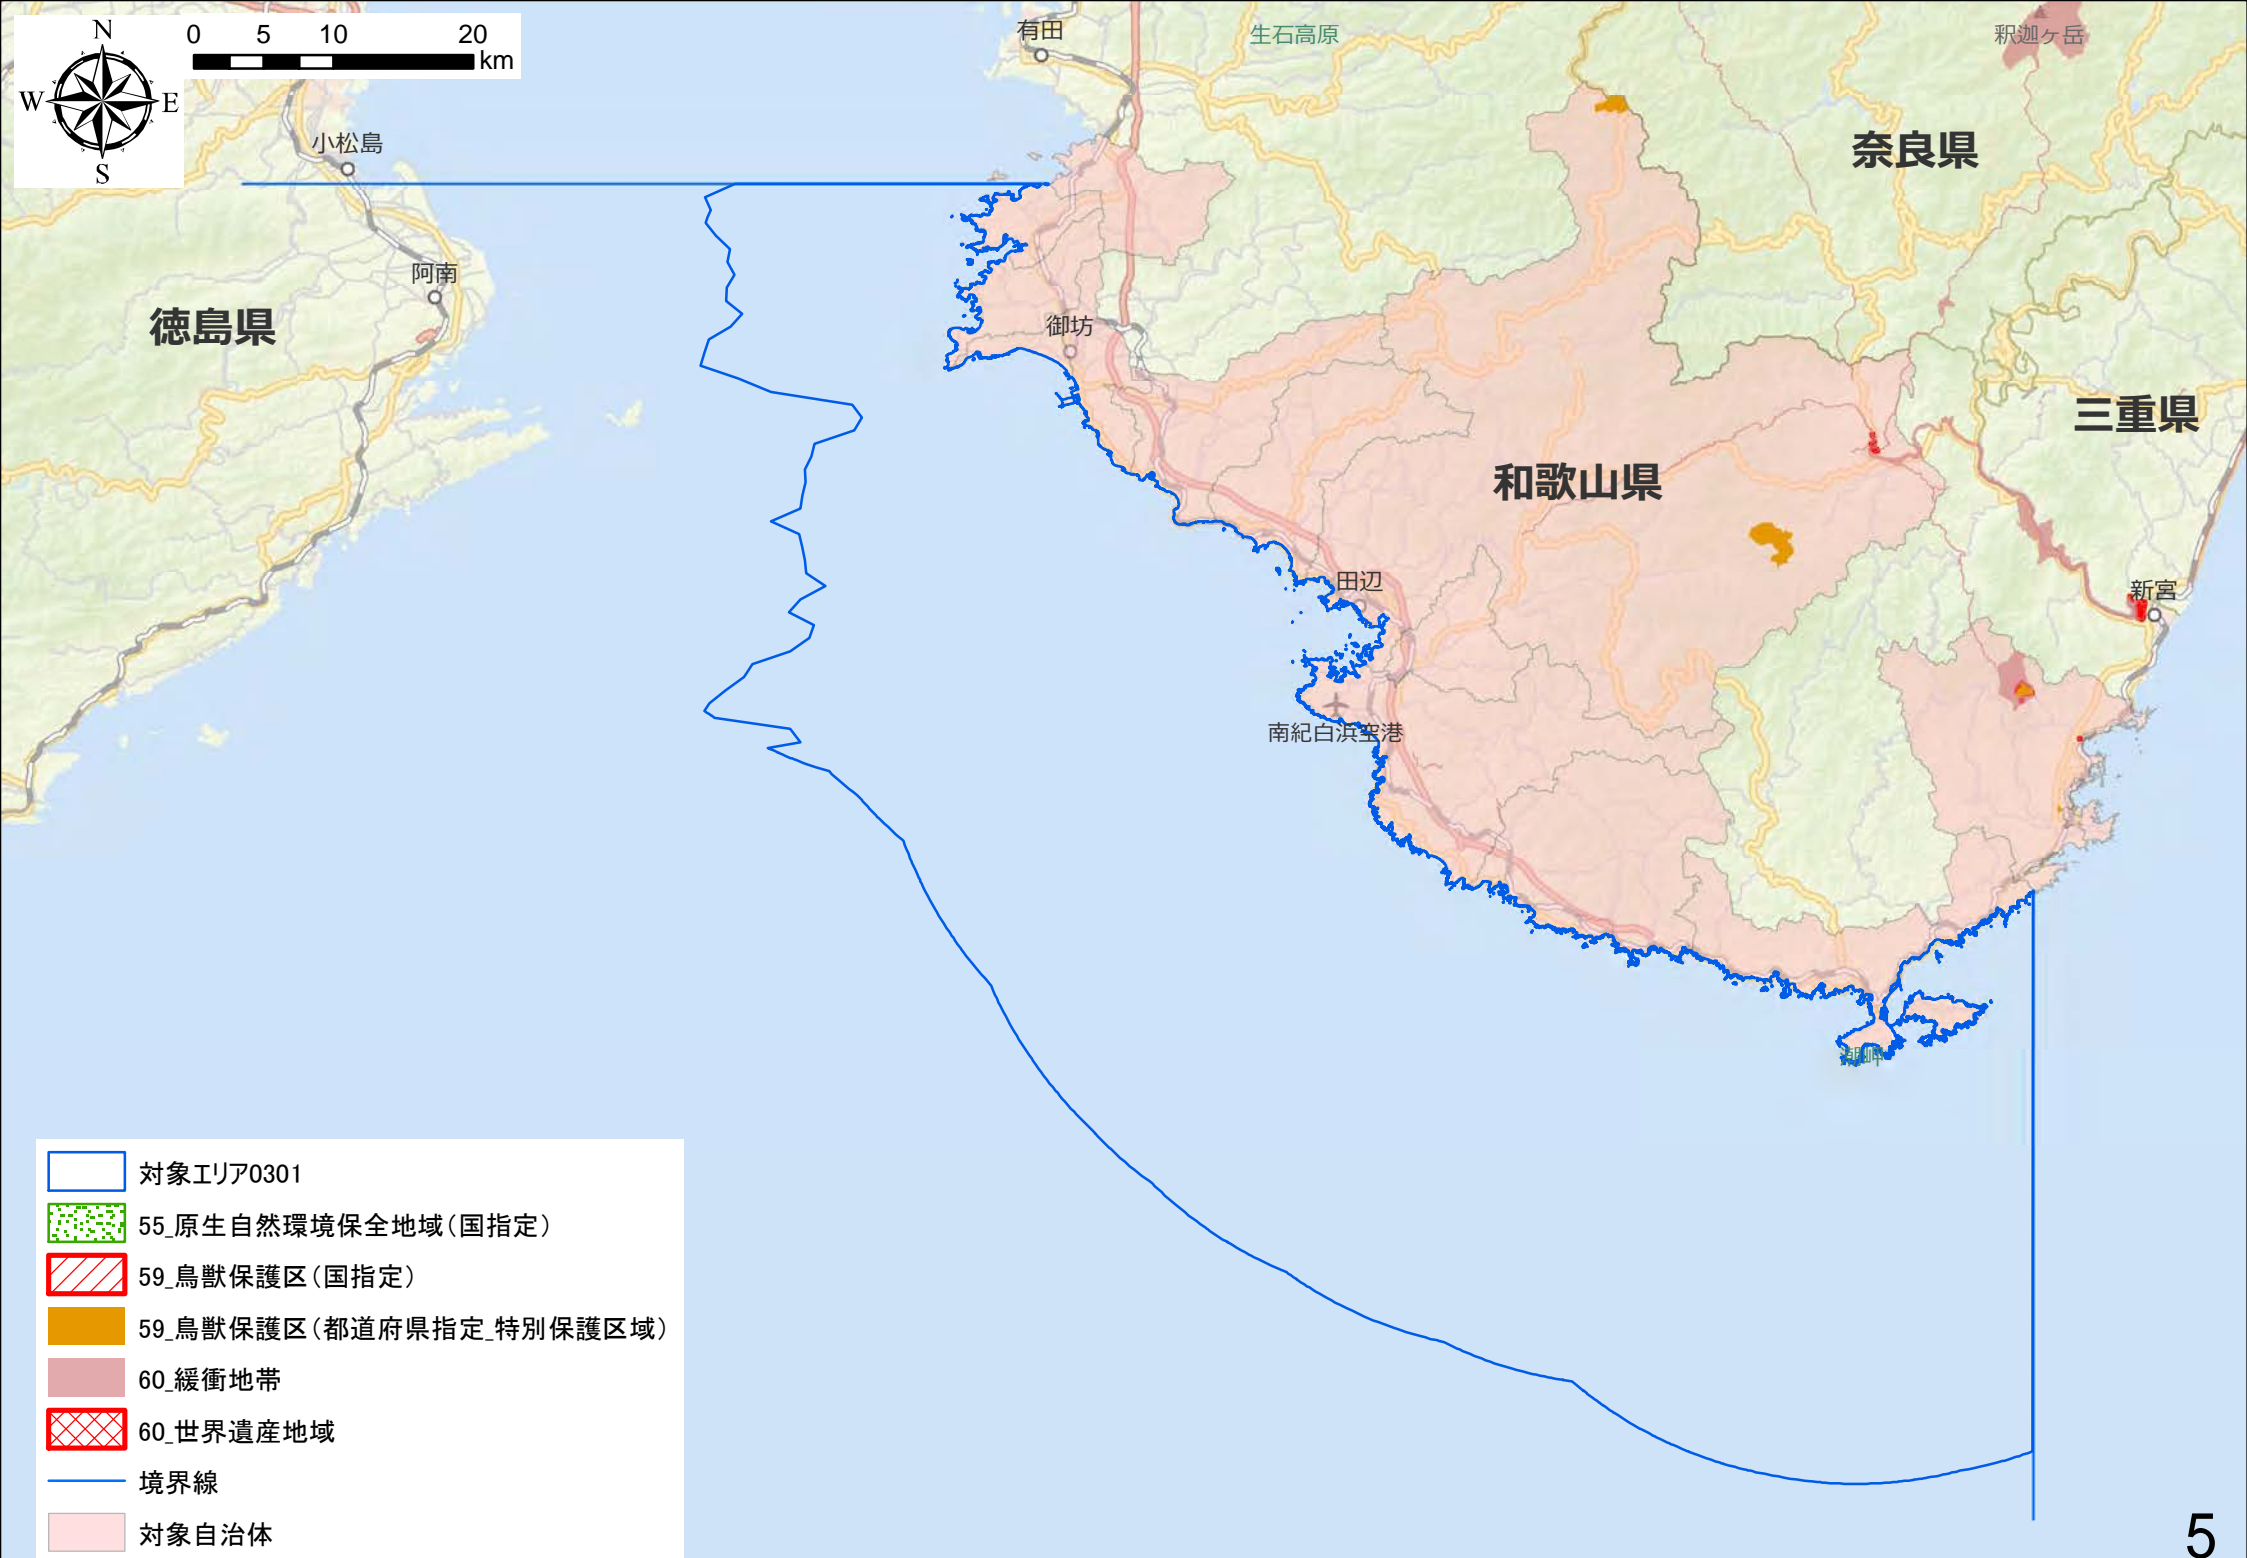 N
W
E
S
0 5 10 20
km
有田
生石高原
釈迦ヶ岳
小松島
奈良県
阿南
徳島県
御坊
三重県
和歌山県
田辺
新宮
南紀白浜空港
潮岬
対象エリア0301
55_原生自然環境保全地域(国指定)
59_鳥獣保護区(国指定)
59_鳥獣保護区(都道府県指定_特別保護区域)
60_緩衝地帯
60_世界遺産地域
境界線
対象自治体
5